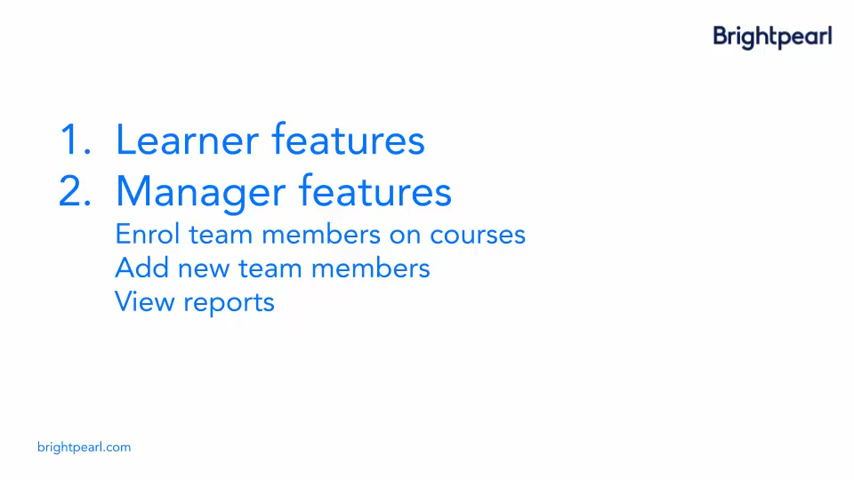 Brightpearl
1. Learner features
2. Manager features
Enrol team members on courses
Add new team members
View reports
brightpearl.com